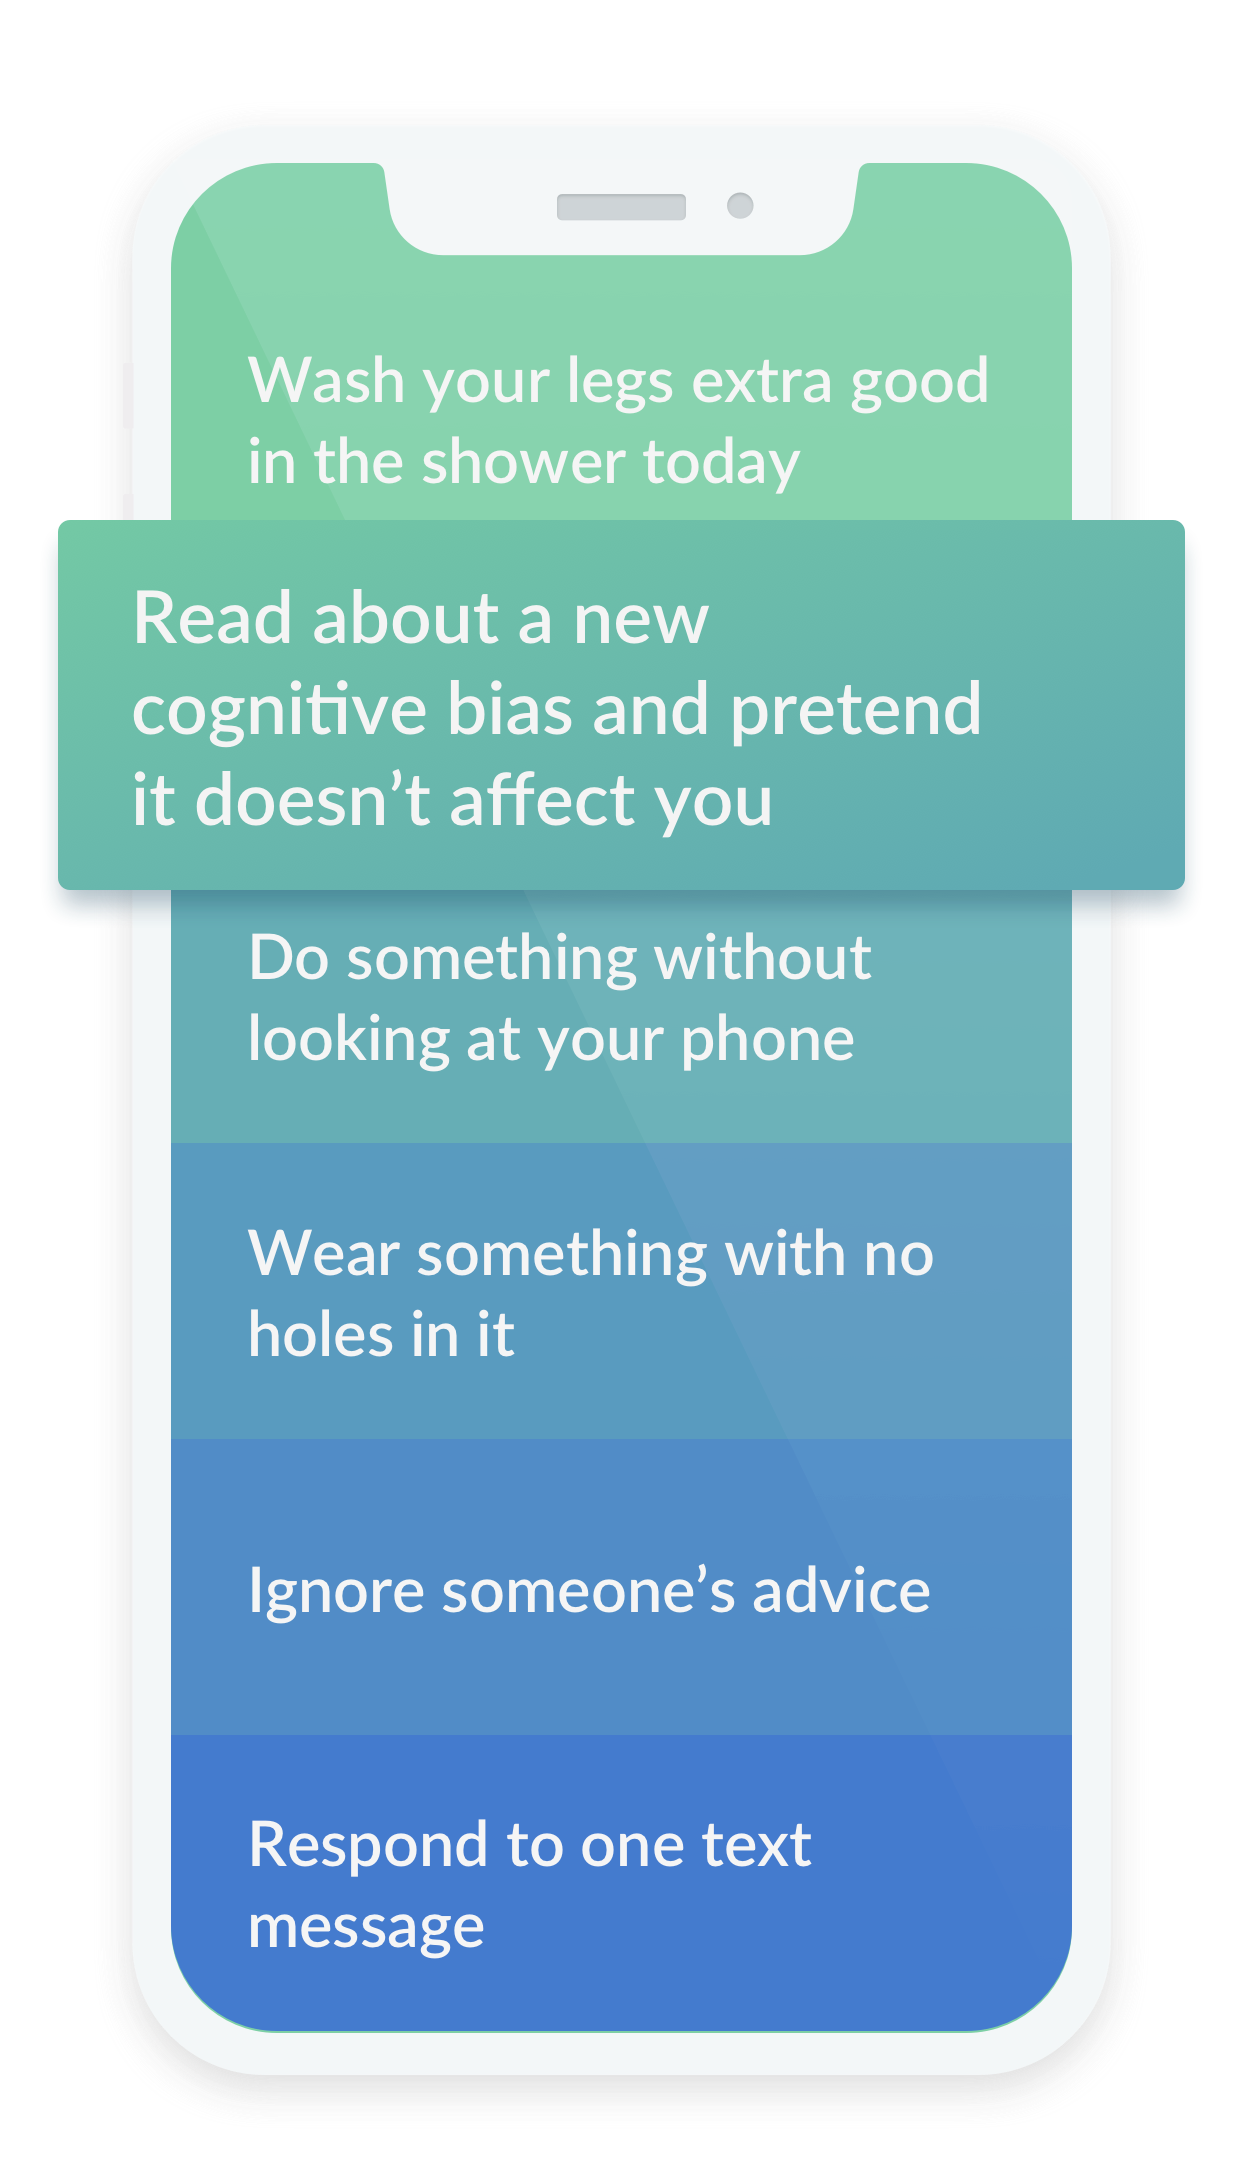 Wash your legs extra good
in the shower today
Read about a new
cognitive bias and pretend
it doesn’t affect you
Do something without
looking at your phone
Wear something with no
holes in it
Ignore someone’s advice
Respond to one text
message